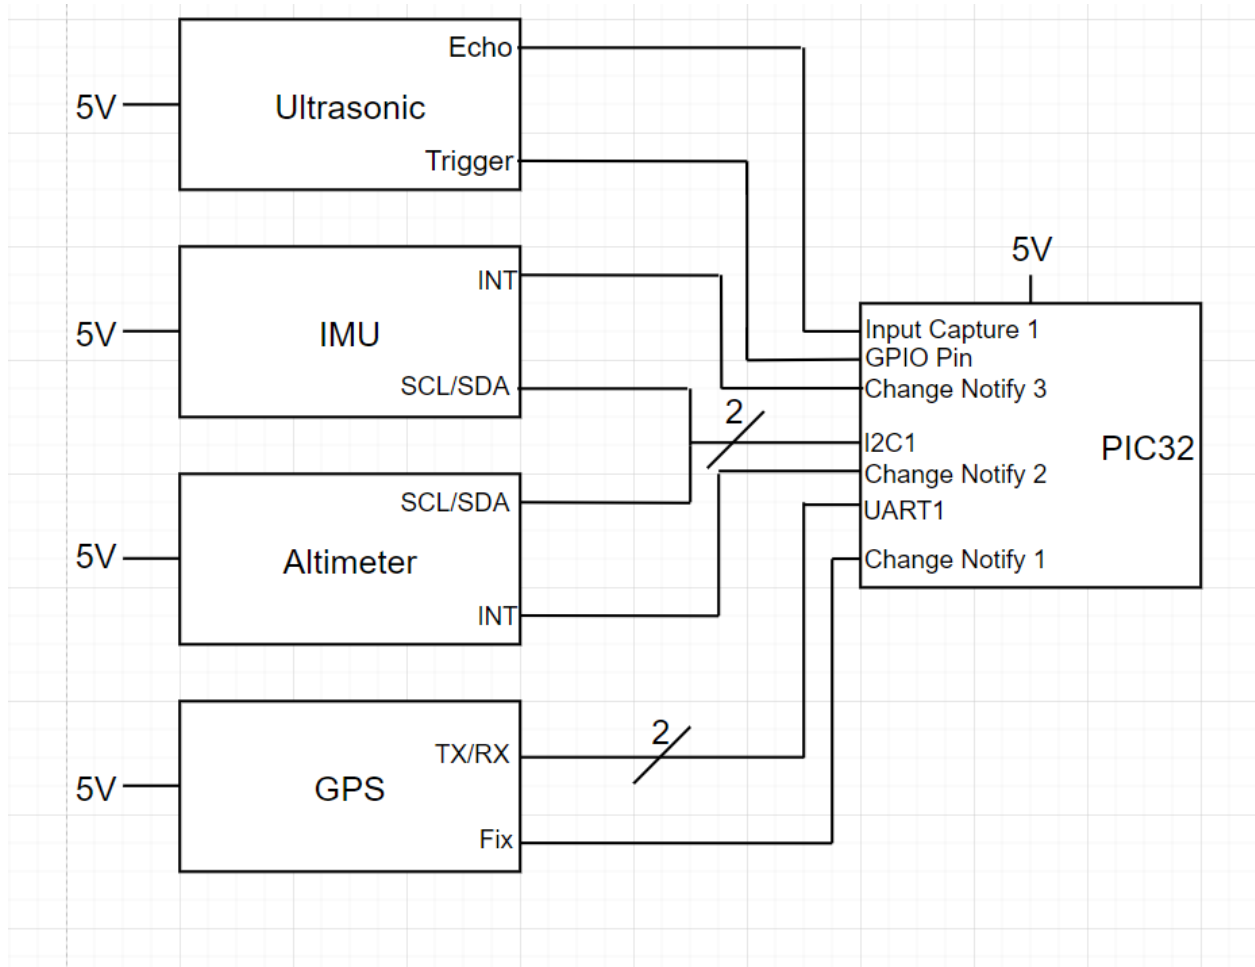 Echo
5V
Ultrasonic
Trigger
INT
5V
IMU
SCL/SDA
SCL/SDA
5V
Altimeter
INT
TX/RX
5V
GPS
Fix
2
2
5V
Input Capture 1
GPIO Pin
Change Notify 3
I2C1
PIC32
Change Notify 2
UART1
Change Notify 1